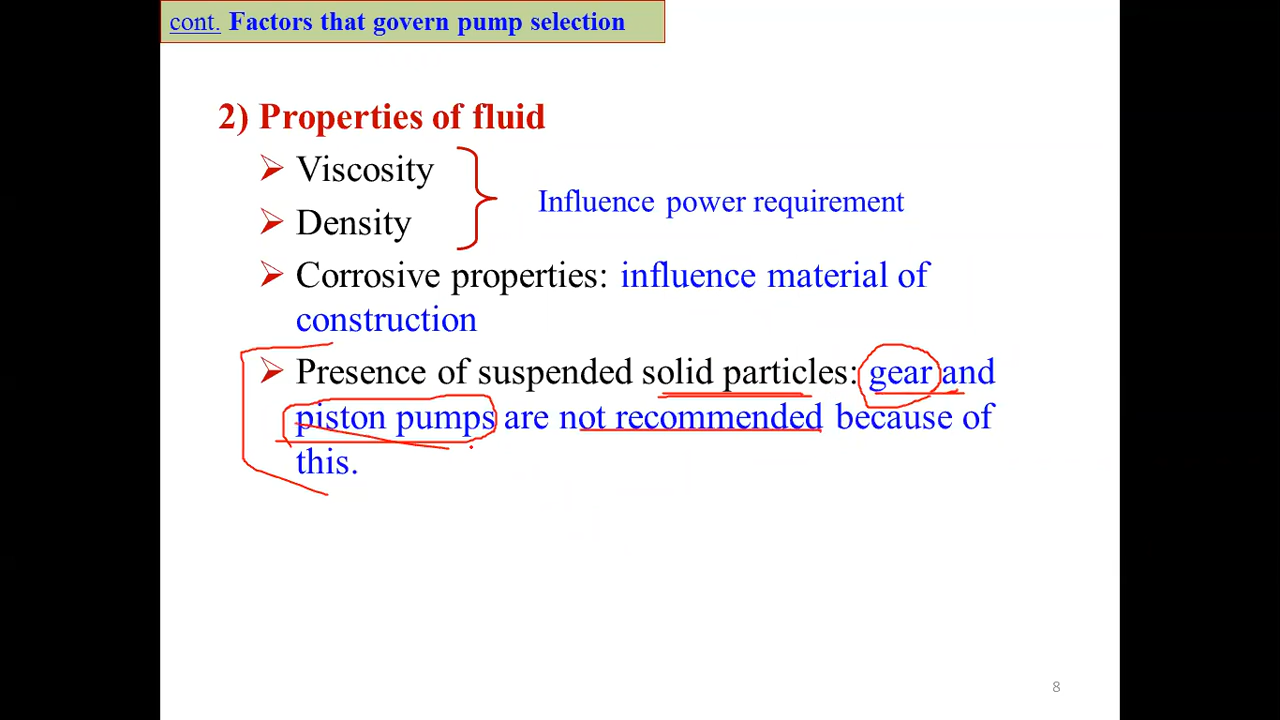 cont. Factors that govern pump selection
2) Properties of fluid
Viscosity
Density
Influence power requirement
Corrosive properties: influence material of
construction
Presence of suspended solid particles: gear and
piston pumps are not recommended because of
this.
8